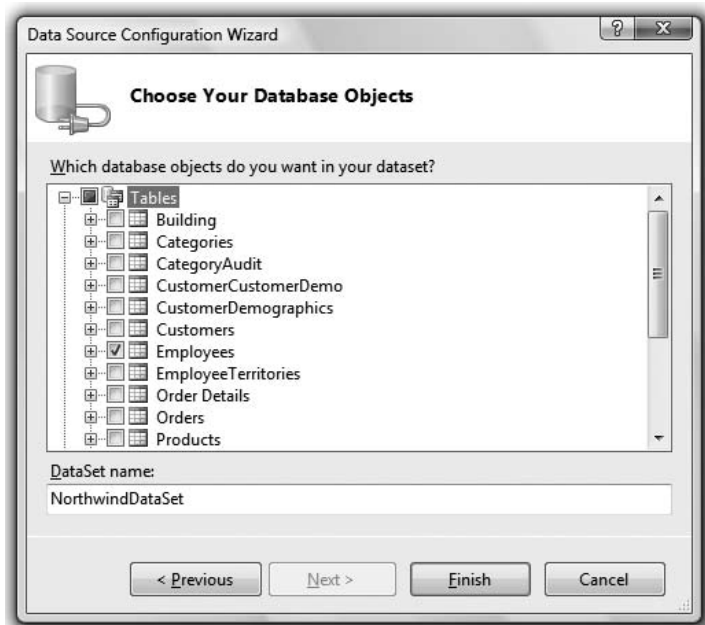 Data Source Configuration Wizard
Choose Your Database Objects
Which database objects do you want in your dataset?
Tables
Building
Categories
CategoryAudit
CustomerCustomerDemo
CustomerDemographics
Customers
Employees
EmployeeTerritories
Order Details
Orders
Products
DataSet name:
NorthwindDataSet
< Previous
Next >
Finish
Cancel